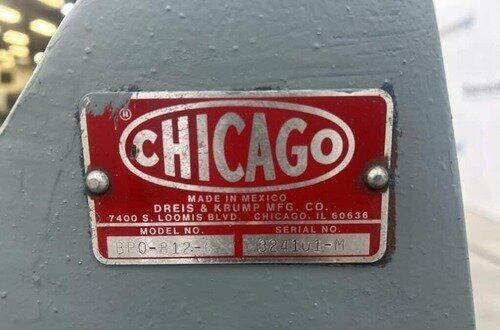 ®
CHICAGO
MADE IN MEXICO
DREIS & KRUMP MFG. CO.
7400 S. LOOMIS BLVD. CHICAGO, IL 60636
MODEL NO. SERIAL NO.
324101-M